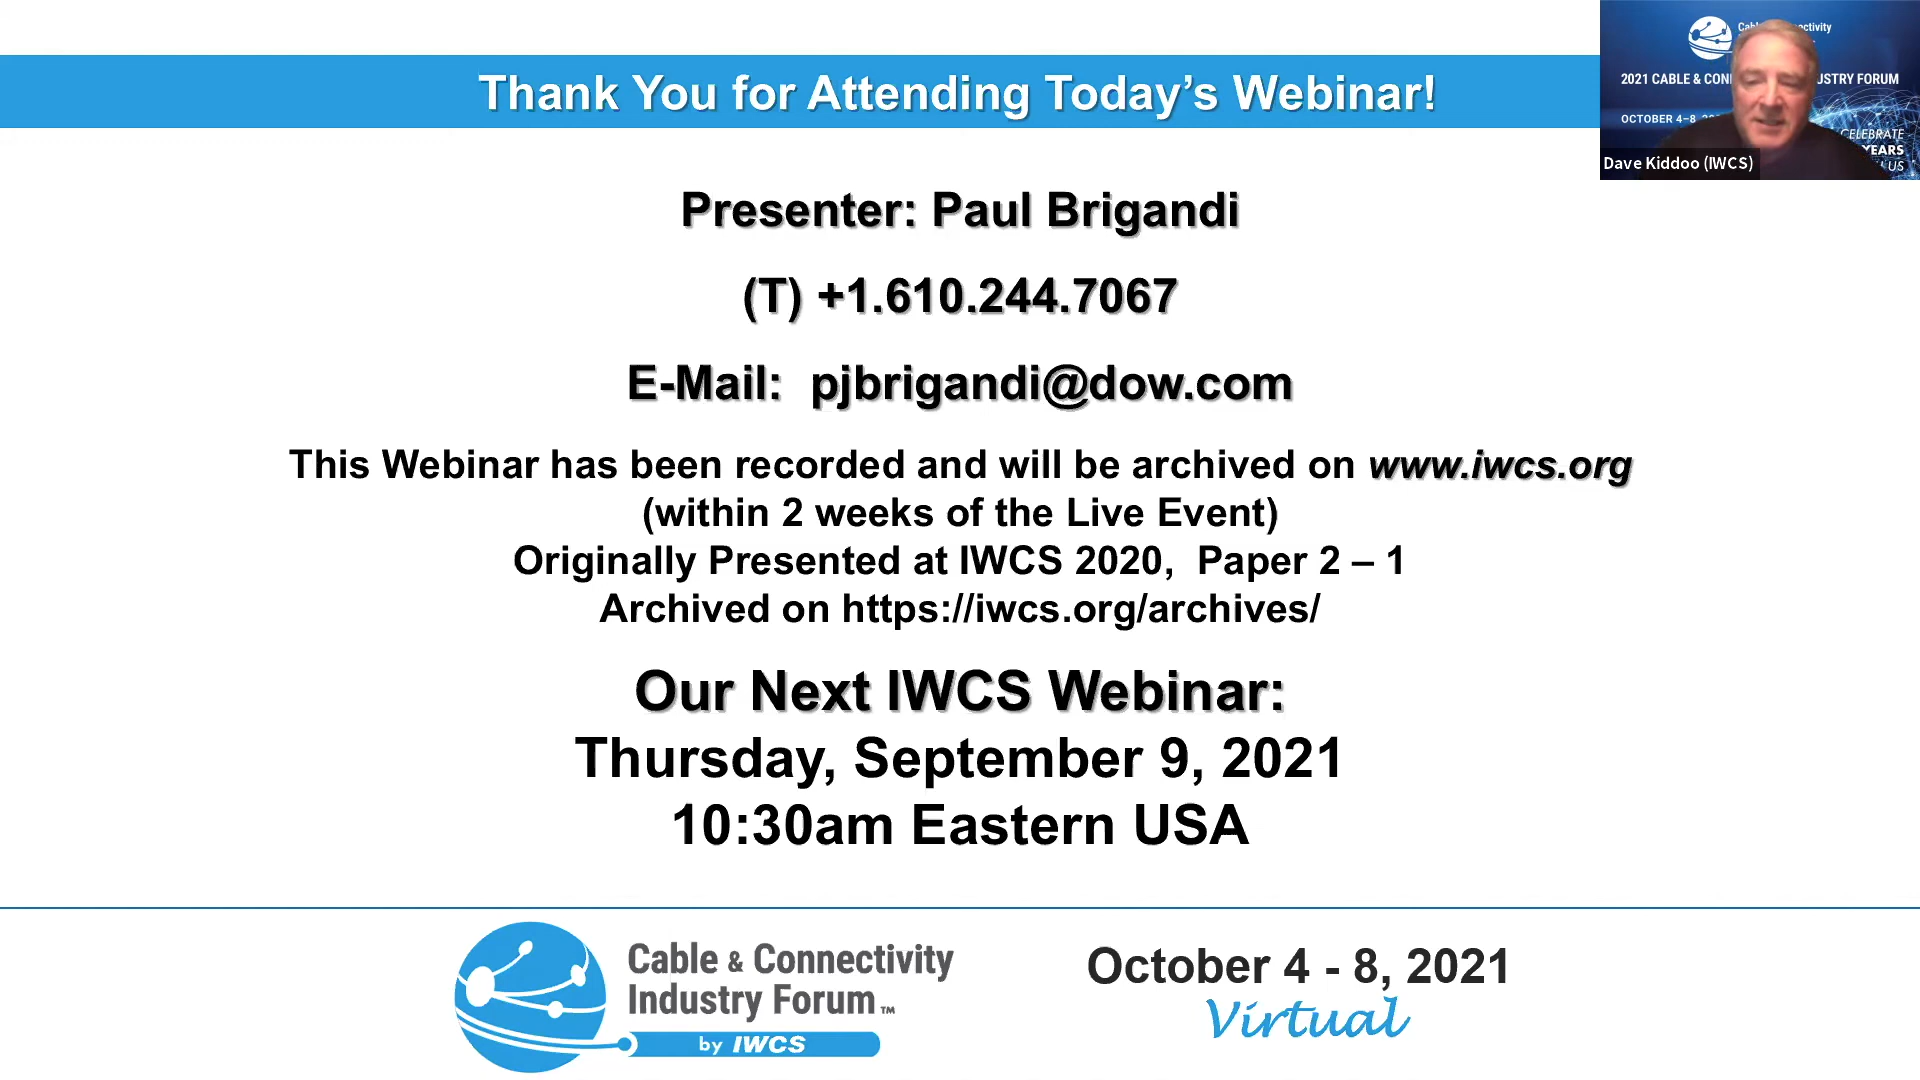 Thank You for Attending Today's Webinar!
Presenter: Paul Brigandi
(T) +1.610.244.7067
E-Mail:  pjbrigandi@dow.com
This Webinar has been recorded and will be archived on www.iwcs.org
(within 2 weeks of the Live Event)
Originally Presented at IWCS 2020,  Paper 2 – 1
Archived on https://iwcs.org/archives/
Our Next IWCS Webinar:
Thursday, September 9, 2021
10:30am Eastern USA
Cable & Connectivity
Industry Forum™
by IWCS
October 4 - 8, 2021
Virtual
2021 CABLE &
FORUM
OCTOBER 4–8
CELEBRATE
YEARS
US
Dave Kiddoo (IWCS)